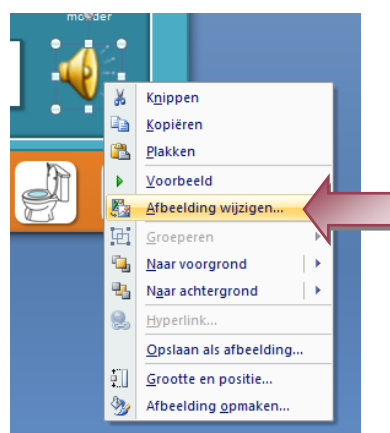 moeder
Knippen
Kopiëren
Plakken
Voorbeeld
Afbeelding wijzigen...
Groeperen
Naar voorgrond
Naar achtergrond
Hyperlink...
Opslaan als afbeelding...
Grootte en positie...
Afbeelding opmaken...